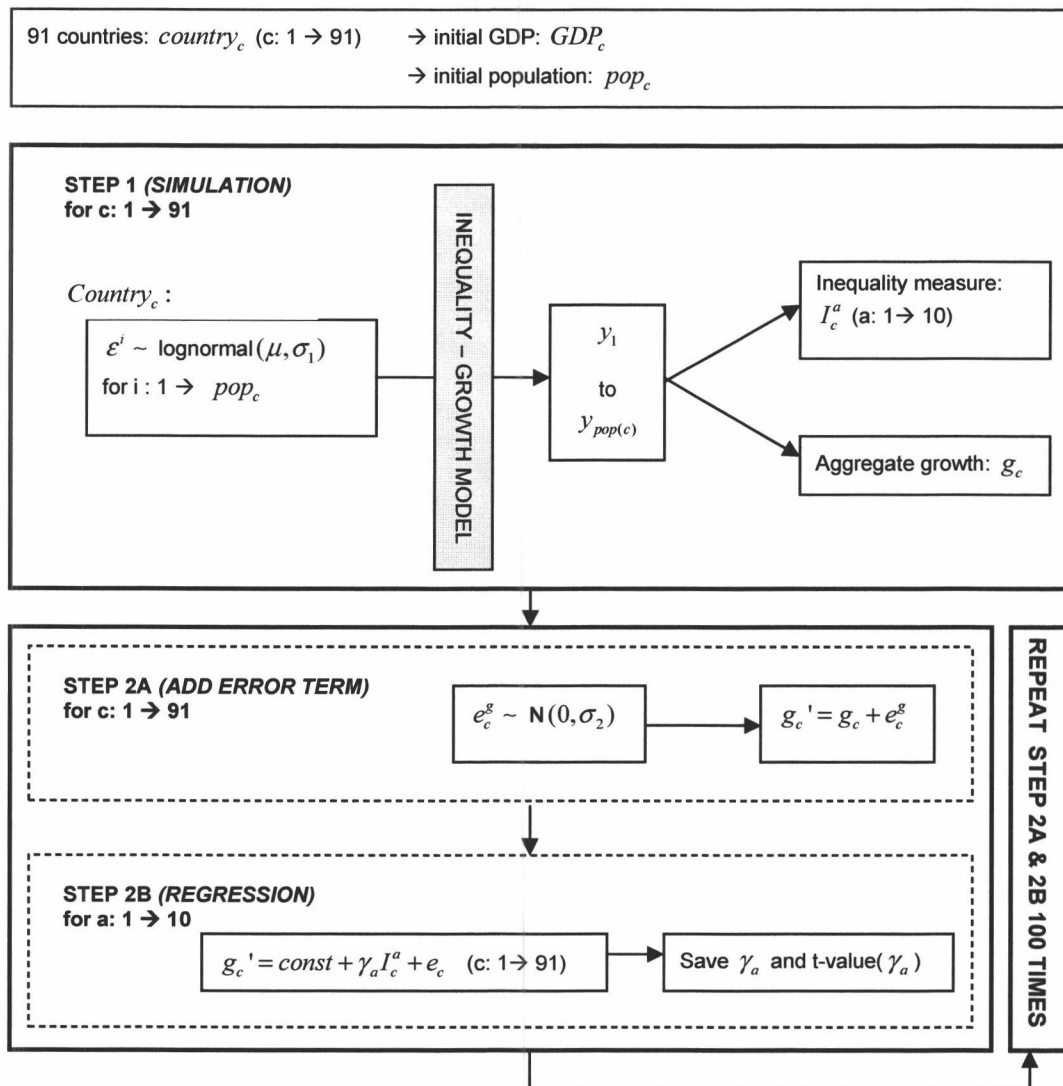 91 countries: country_c (c: 1 → 91) → initial GDP: GDP_c
→ initial population: pop_c
STEP 1 (SIMULATION)
for c: 1 → 91
Country_c :
ε^i ~ lognormal(μ,σ_1)
for i : 1 → pop_c
INEQUALITY – GROWTH MODEL
y_1
to
y_pop(c)
Inequality measure:
I_c^a (a: 1→ 10)
Aggregate growth: g_c
STEP 2A (ADD ERROR TERM)
for c: 1 → 91
e_c^g ~ N(0,σ_2)
g_c '= g_c + e_c^g
STEP 2B (REGRESSION)
for a: 1 → 10
g_c '= const + γ_a I_c^a + e_c (c: 1→ 91)
Save γ_a and t-value(γ_a)
REPEAT STEP 2A & 2B 100 TIMES